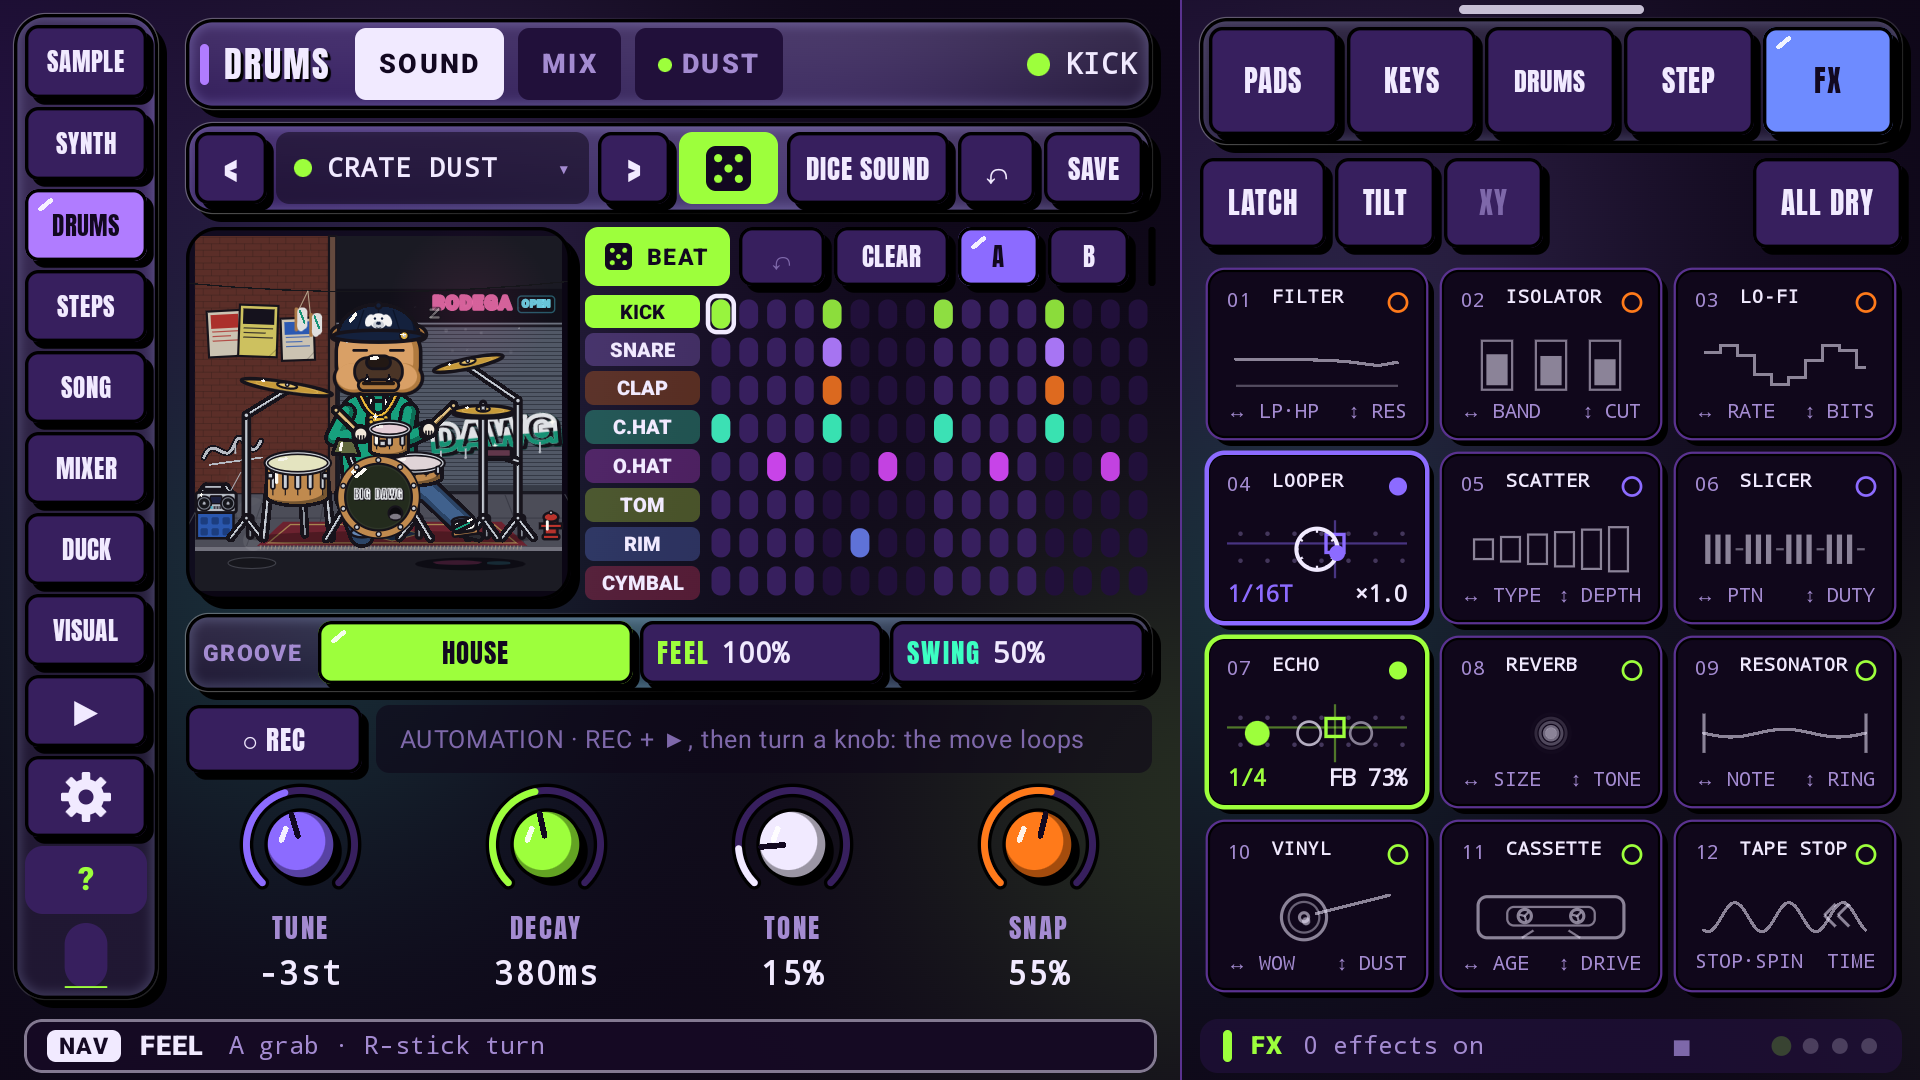 SAMPLE
SYNTH
DRUMS
STEPS
SONG
MIXER
DUCK
VISUAL
?
DRUMS SOUND MIX DUST KICK
< CRATE DUST > DICE SOUND SAVE
BODEGA OPEN
DAWG
BIG DAWG
BEAT CLEAR A B
KICK
SNARE
CLAP
C.HAT
O.HAT
TOM
RIM
CYMBAL
GROOVE HOUSE FEEL 100% SWING 50%
○ REC AUTOMATION · REC + ►, then turn a knob: the move loops
TUNE DECAY TONE SNAP
-3st 380ms 15% 55%
NAV FEEL A grab · R-stick turn
PADS KEYS DRUMS STEP FX
LATCH TILT XY ALL DRY
01 FILTER 02 ISOLATOR 03 LO-FI
↔ LP·HP ↕ RES ↔ BAND ↕ CUT ↔ RATE ↕ BITS
04 LOOPER 05 SCATTER 06 SLICER
1/16T ×1.0 ↔ TYPE ↕ DEPTH ↔ PTN ↕ DUTY
07 ECHO 08 REVERB 09 RESONATOR
1/4 FB 73% ↔ SIZE ↕ TONE ↔ NOTE ↕ RING
10 VINYL 11 CASSETTE 12 TAPE STOP
↔ WOW ↕ DUST ↔ AGE ↕ DRIVE STOP·SPIN TIME
FX 0 effects on